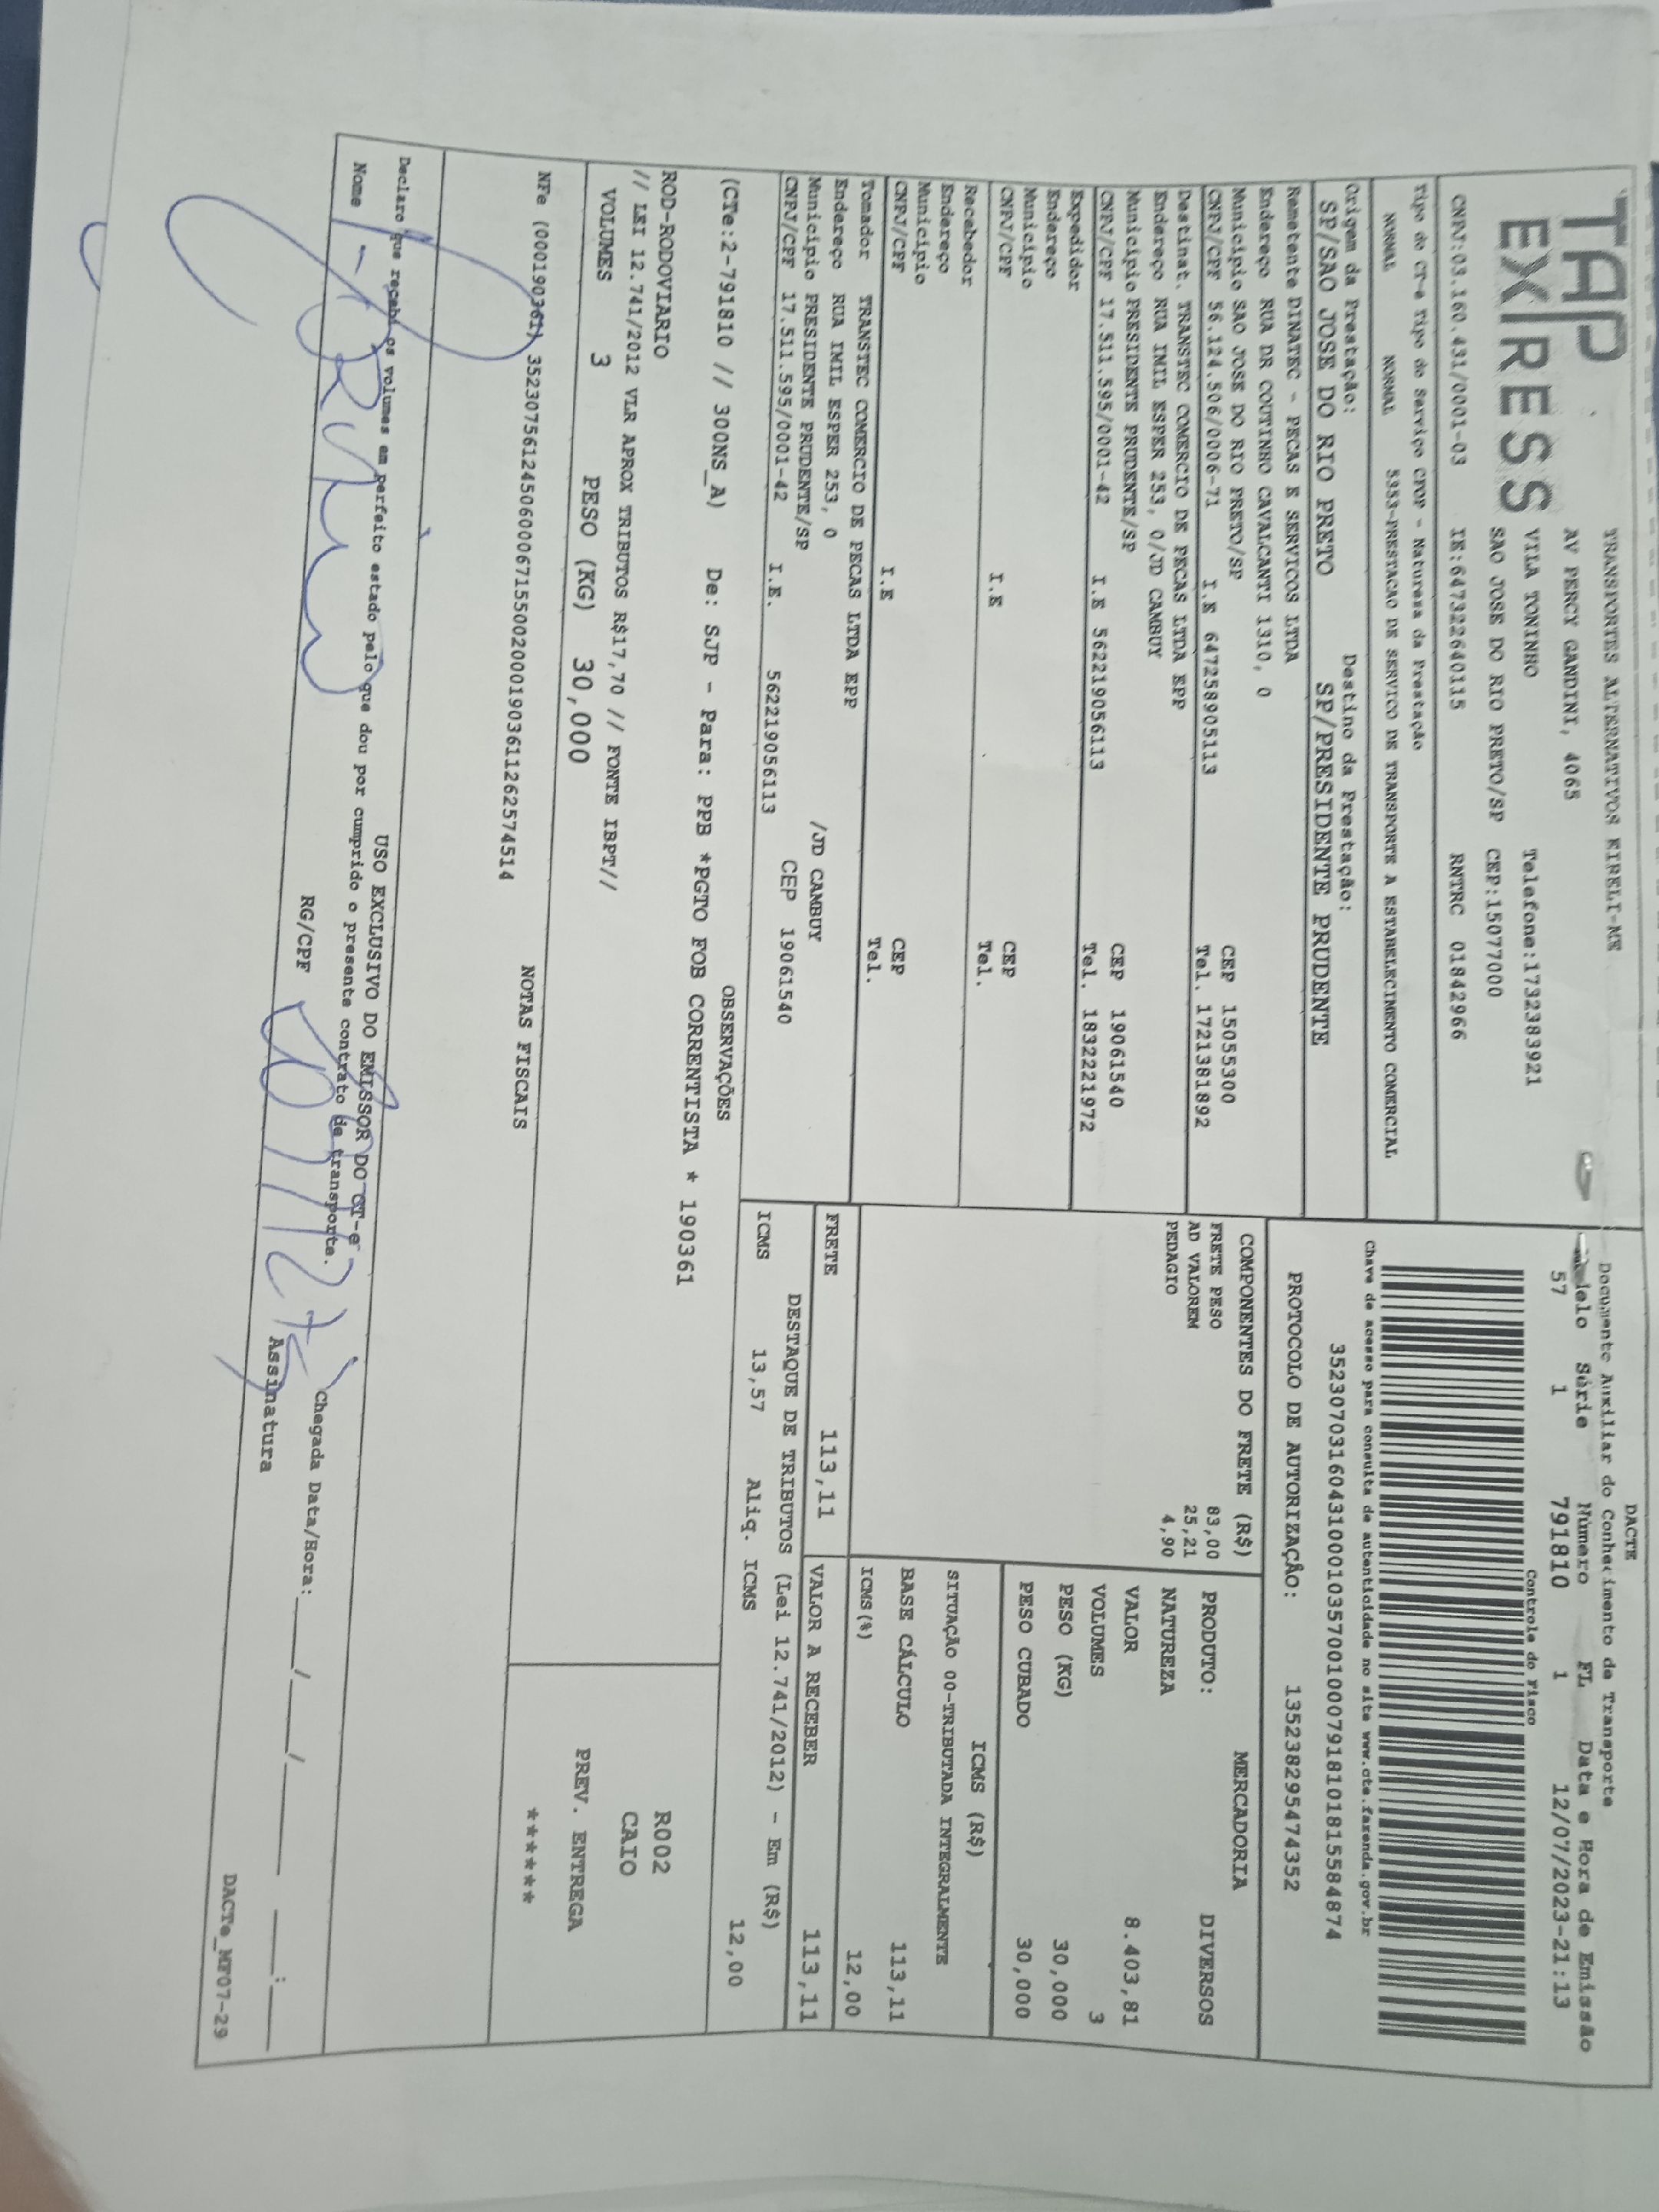 TAP
EXPRESS
TRANSPORTES ALTERNATIVOS EIRELI-ME
AV PERCY GANDINI, 4065
VILA TONINHO Telefone:1732383921
SAO JOSE DO RIO PRETO/SP CEP:15077000
CNPJ:03.160.431/0001-03 IE:647322640115 RNTRC 01842966
Tipo do CT-e Tipo do Serviço CFOP - Natureza da Prestação
NORMAL NORMAL 5353-PRESTACAO DE SERVICO DE TRANSPORTE A ESTABELECIMENTO COMERCIAL
Origem da Prestação: Destino da Prestação:
SP/SAO JOSE DO RIO PRETO SP/PRESIDENTE PRUDENTE
Remetente DINATEC - PECAS E SERVICOS LTDA
Endereço RUA DR COUTINHO CAVALCANTI 1310, 0
Municipio SAO JOSE DO RIO PRETO/SP CEP 15055300
CNPJ/CPF 56.124.506/0006-71 I.E 647258905113 Tel. 1721381892
Destinat. TRANSTEC COMERCIO DE PECAS LTDA EPP
Endereço RUA IMIL ESPER 253, 0/JD CAMBUY
Municipio PRESIDENTE PRUDENTE/SP CEP 19061540
CNPJ/CPF 17.511.595/0001-42 I.E 562219056113 Tel. 1832221972
Expedidor
Endereço
Municipio CEP
CNPJ/CPF I.E Tel.
Recebedor
Endereço
Municipio CEP
CNPJ/CPF I.E Tel.
Tomador TRANSTEC COMERCIO DE PECAS LTDA EPP
Endereço RUA IMIL ESPER 253, 0 /JD CAMBUY
Municipio PRESIDENTE PRUDENTE/SP CEP 19061540
CNPJ/CPF 17.511.595/0001-42 I.E. 562219056113
DACTE
Documento Auxiliar do Conhecimento de Transporte
delo Série Número FL Data e Hora de Emissão
57 1 791810 1 12/07/2023-21:13
Controle do Fisco
Chave de acesso para consulta de autenticidade no site www.cte.fazenda.gov.br
35230703160431000103570010007918101815584874
PROTOCOLO DE AUTORIZAÇÃO: 135238295474352
COMPONENTES DO FRETE (R$)
FRETE PESO 83,00
AD VALOREM 25,21
PEDAGIO 4,90
MERCADORIA
PRODUTO: DIVERSOS
NATUREZA
VALOR 8.403,81
VOLUMES 3
PESO (KG) 30,000
PESO CUBADO 30,000
ICMS (R$)
SITUAÇÃO 00-TRIBUTADA INTEGRALMENTE
BASE CÁLCULO 113,11
ICMS(%) 12,00
FRETE 113,11 VALOR A RECEBER 113,11
DESTAQUE DE TRIBUTOS (Lei 12.741/2012) - Em (R$)
ICMS 13,57 Aliq. ICMS 12,00
OBSERVAÇÕES
(CTe:2-791810 // 300NS_A) De: SJP - Para: PPB *PGTO FOB CORRENTISTA * 190361
ROD-RODOVIARIO
// LEI 12.741/2012 VLR APROX TRIBUTOS R$17,70 // FONTE IBPT//
VOLUMES 3 PESO (KG) 30,000
R002
CAIO
PREV. ENTREGA
*******
NOTAS FISCAIS
NFe (000190361) 35230756124506000671550020001903611262574514
USO EXCLUSIVO DO EMISSOR DO CT-e
Declaro que recebi os volumes em perfeito estado pelo que dou por cumprido o presente contrato de transporte.
Nome RG/CPF Assinatura Chegada Data/Hora: ___/___/_____ ___:___
DACTe_MF07-29